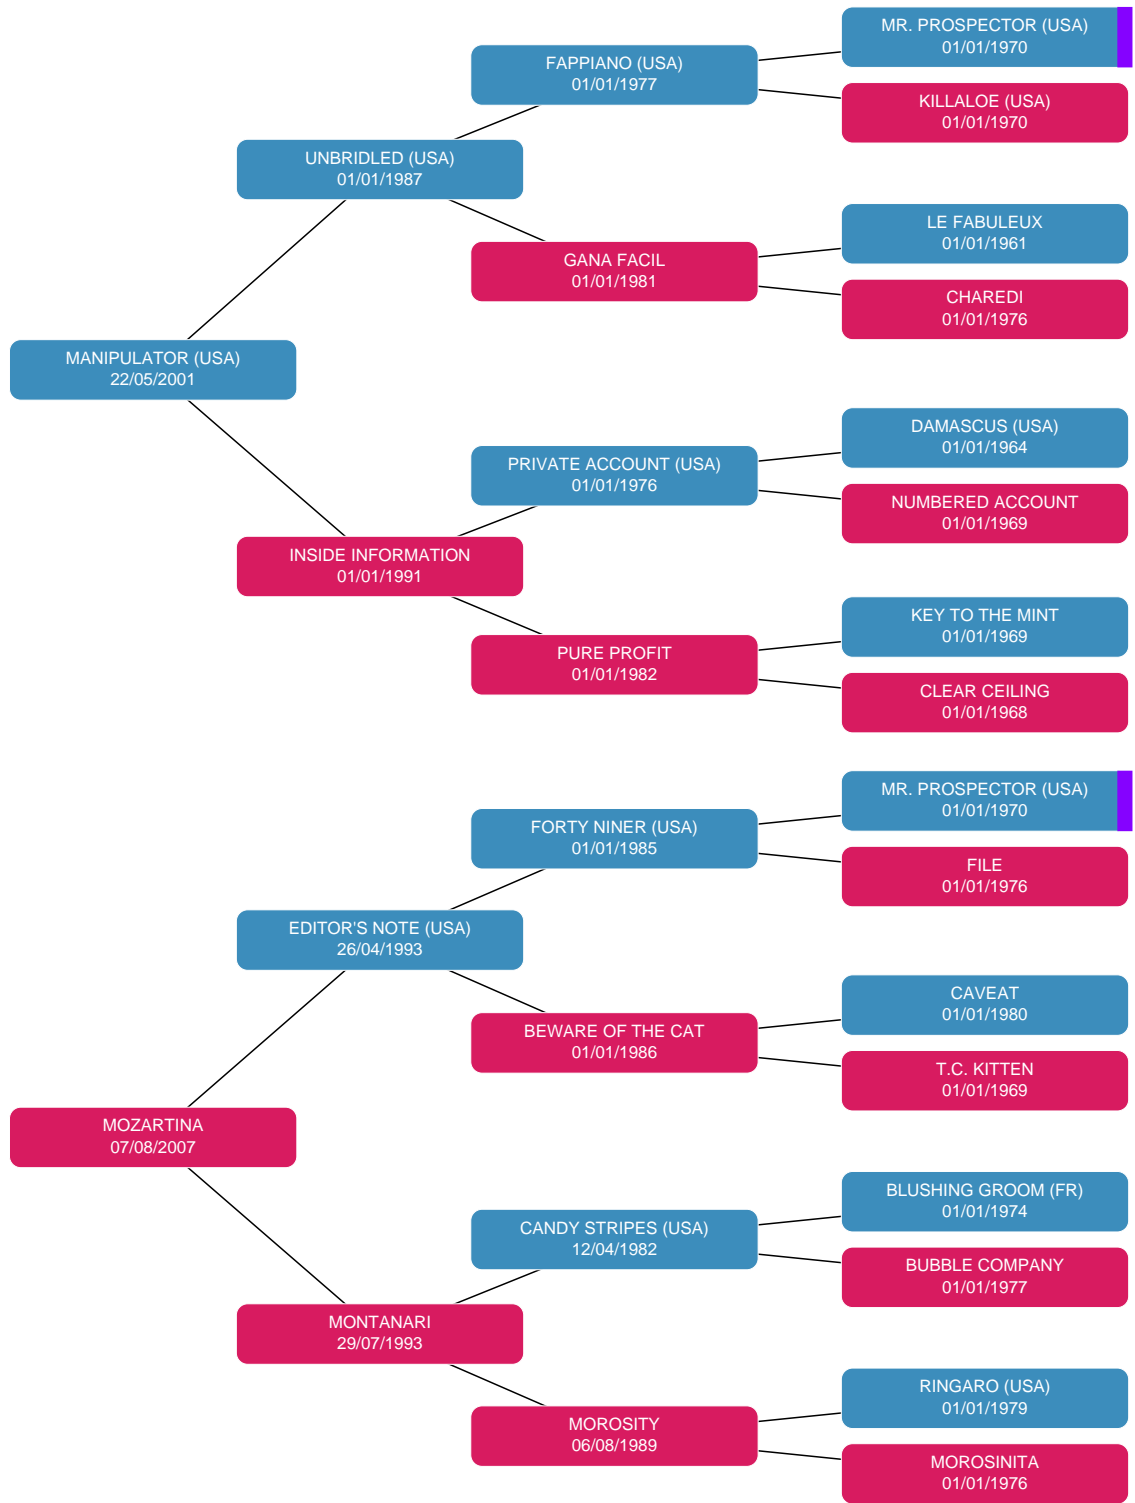 MR. PROSPECTOR (USA)
01/01/1970
FAPPIANO (USA)
01/01/1977
KILLALOE (USA)
01/01/1970
UNBRIDLED (USA)
01/01/1987
LE FABULEUX
01/01/1961
GANA FACIL
01/01/1981
CHAREDI
01/01/1976
MANIPULATOR (USA)
22/05/2001
DAMASCUS (USA)
01/01/1964
PRIVATE ACCOUNT (USA)
01/01/1976
NUMBERED ACCOUNT
01/01/1969
INSIDE INFORMATION
01/01/1991
KEY TO THE MINT
01/01/1969
PURE PROFIT
01/01/1982
CLEAR CEILING
01/01/1968
MR. PROSPECTOR (USA)
01/01/1970
FORTY NINER (USA)
01/01/1985
FILE
01/01/1976
EDITOR'S NOTE (USA)
26/04/1993
CAVEAT
01/01/1980
BEWARE OF THE CAT
01/01/1986
T.C. KITTEN
01/01/1969
MOZARTINA
07/08/2007
BLUSHING GROOM (FR)
01/01/1974
CANDY STRIPES (USA)
12/04/1982
BUBBLE COMPANY
01/01/1977
MONTANARI
29/07/1993
RINGARO (USA)
01/01/1979
MOROSITY
06/08/1989
MOROSINITA
01/01/1976